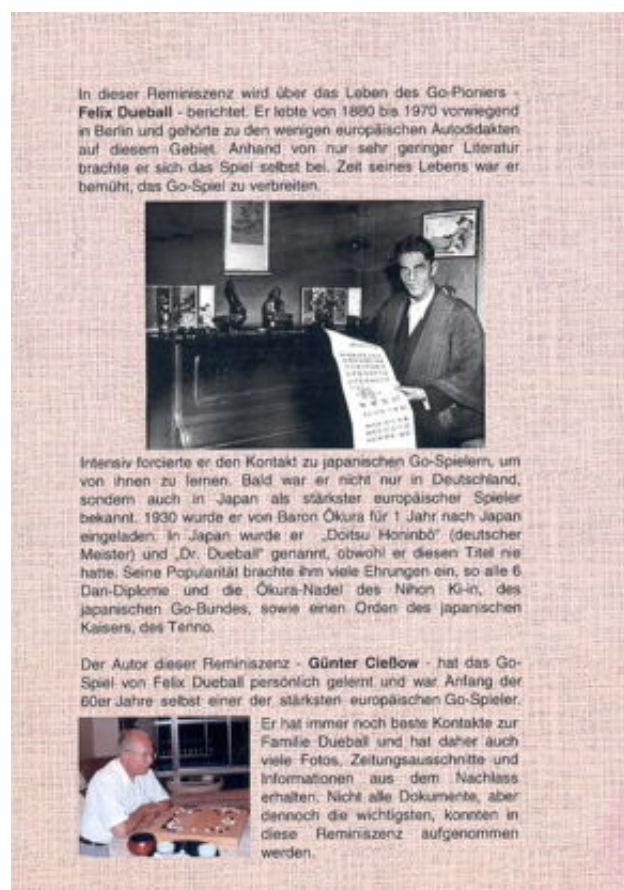 In dieser Reminiszenz wird über das Leben des Go-Pioniers -
Felix Dueball - berichtet. Er lebte von 1880 bis 1970 vorwiegend
in Berlin und gehörte zu den wenigen europäischen Autodidakten
auf diesem Gebiet. Anhand von nur sehr geringer Literatur
brachte er sich das Spiel selbst bei. Zeit seines Lebens war er
bemüht, das Go-Spiel zu verbreiten.
Intensiv forcierte er den Kontakt zu japanischen Go-Spielern, um
von ihnen zu lernen. Bald war er nicht nur in Deutschland,
sondern auch in Japan als stärkster europäischer Spieler
bekannt. 1930 wurde er von Baron Ôkura für 1 Jahr nach Japan
eingeladen. In Japan wurde er „Doitsu Honinbô“ (deutscher
Meister) und „Dr. Dueball“ genannt, obwohl er diesen Titel nie
hatte. Seine Popularität brachte ihm viele Ehrungen ein, so alle 6
Dan-Diplome und die Ôkura-Nadel des Nihon Ki-in, des
japanischen Go-Bundes, sowie einen Orden des japanischen
Kaisers, des Tenno.
Der Autor dieser Reminiszenz - Günter Cießow - hat das Go-
Spiel von Felix Dueball persönlich gelernt und war Anfang der
60er Jahre selbst einer der stärksten europäischen Go-Spieler.
Er hat immer noch beste Kontakte zur
Familie Dueball und hat daher auch
viele Fotos, Zeitungsausschnitte und
Informationen aus dem Nachlass
erhalten. Nicht alle Dokumente, aber
dennoch die wichtigsten, konnten in
diese Reminiszenz aufgenommen
werden.